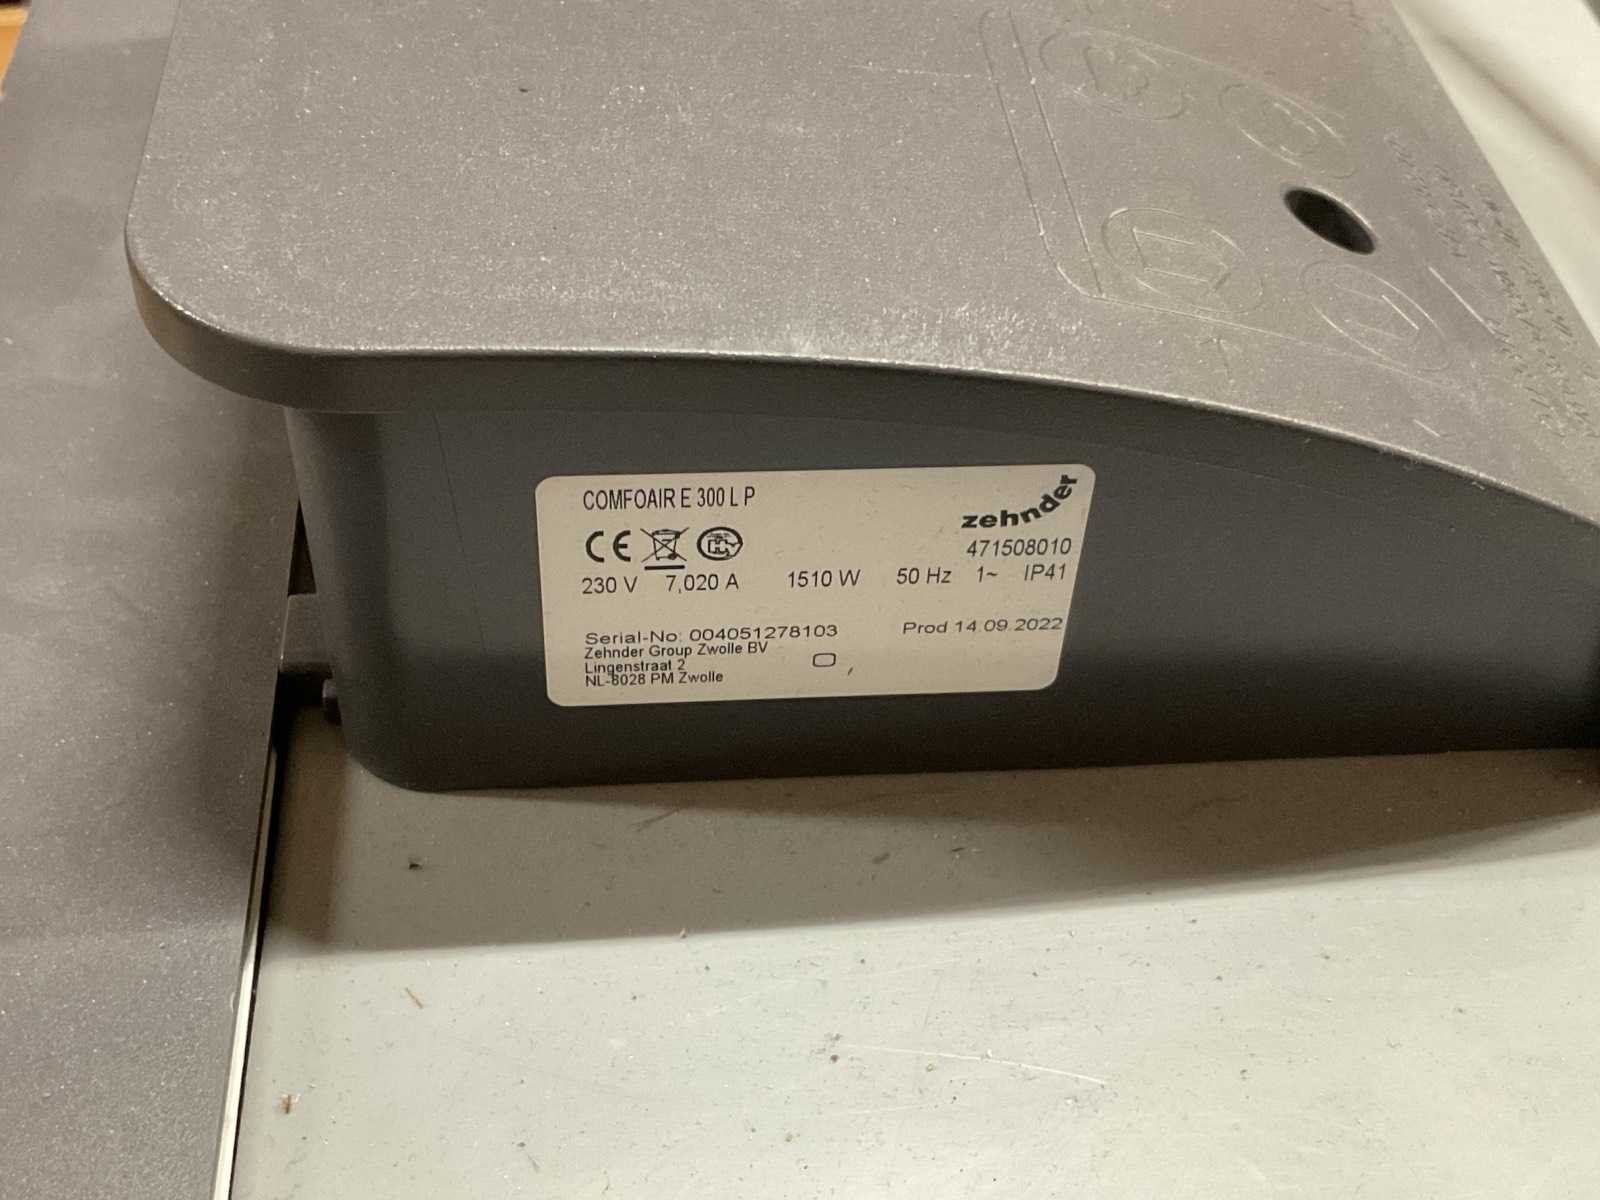 COMFOAIR E 300 L P
zehnder
CE
471508010
230 V 7,020 A 1510 W 50 Hz 1~ IP41
Serial-No: 004051278103 Prod 14.09.2022
Zehnder Group Zwolle BV
Lingenstraat 2
NL-8028 PM Zwolle